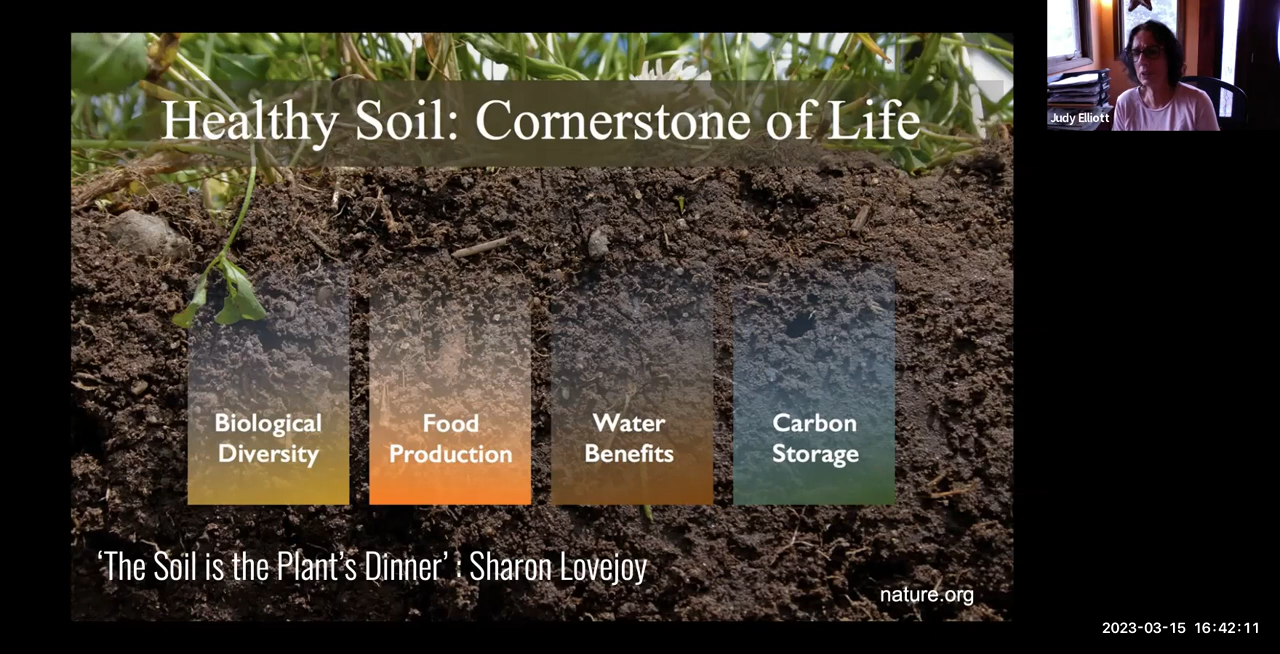 Healthy Soil: Cornerstone of Life
Judy Elliott
Biological
Diversity
Food
Production
Water
Benefits
Carbon
Storage
‘The Soil is the Plant’s Dinner’ : Sharon Lovejoy
nature.org
2023-03-15 16:42:11